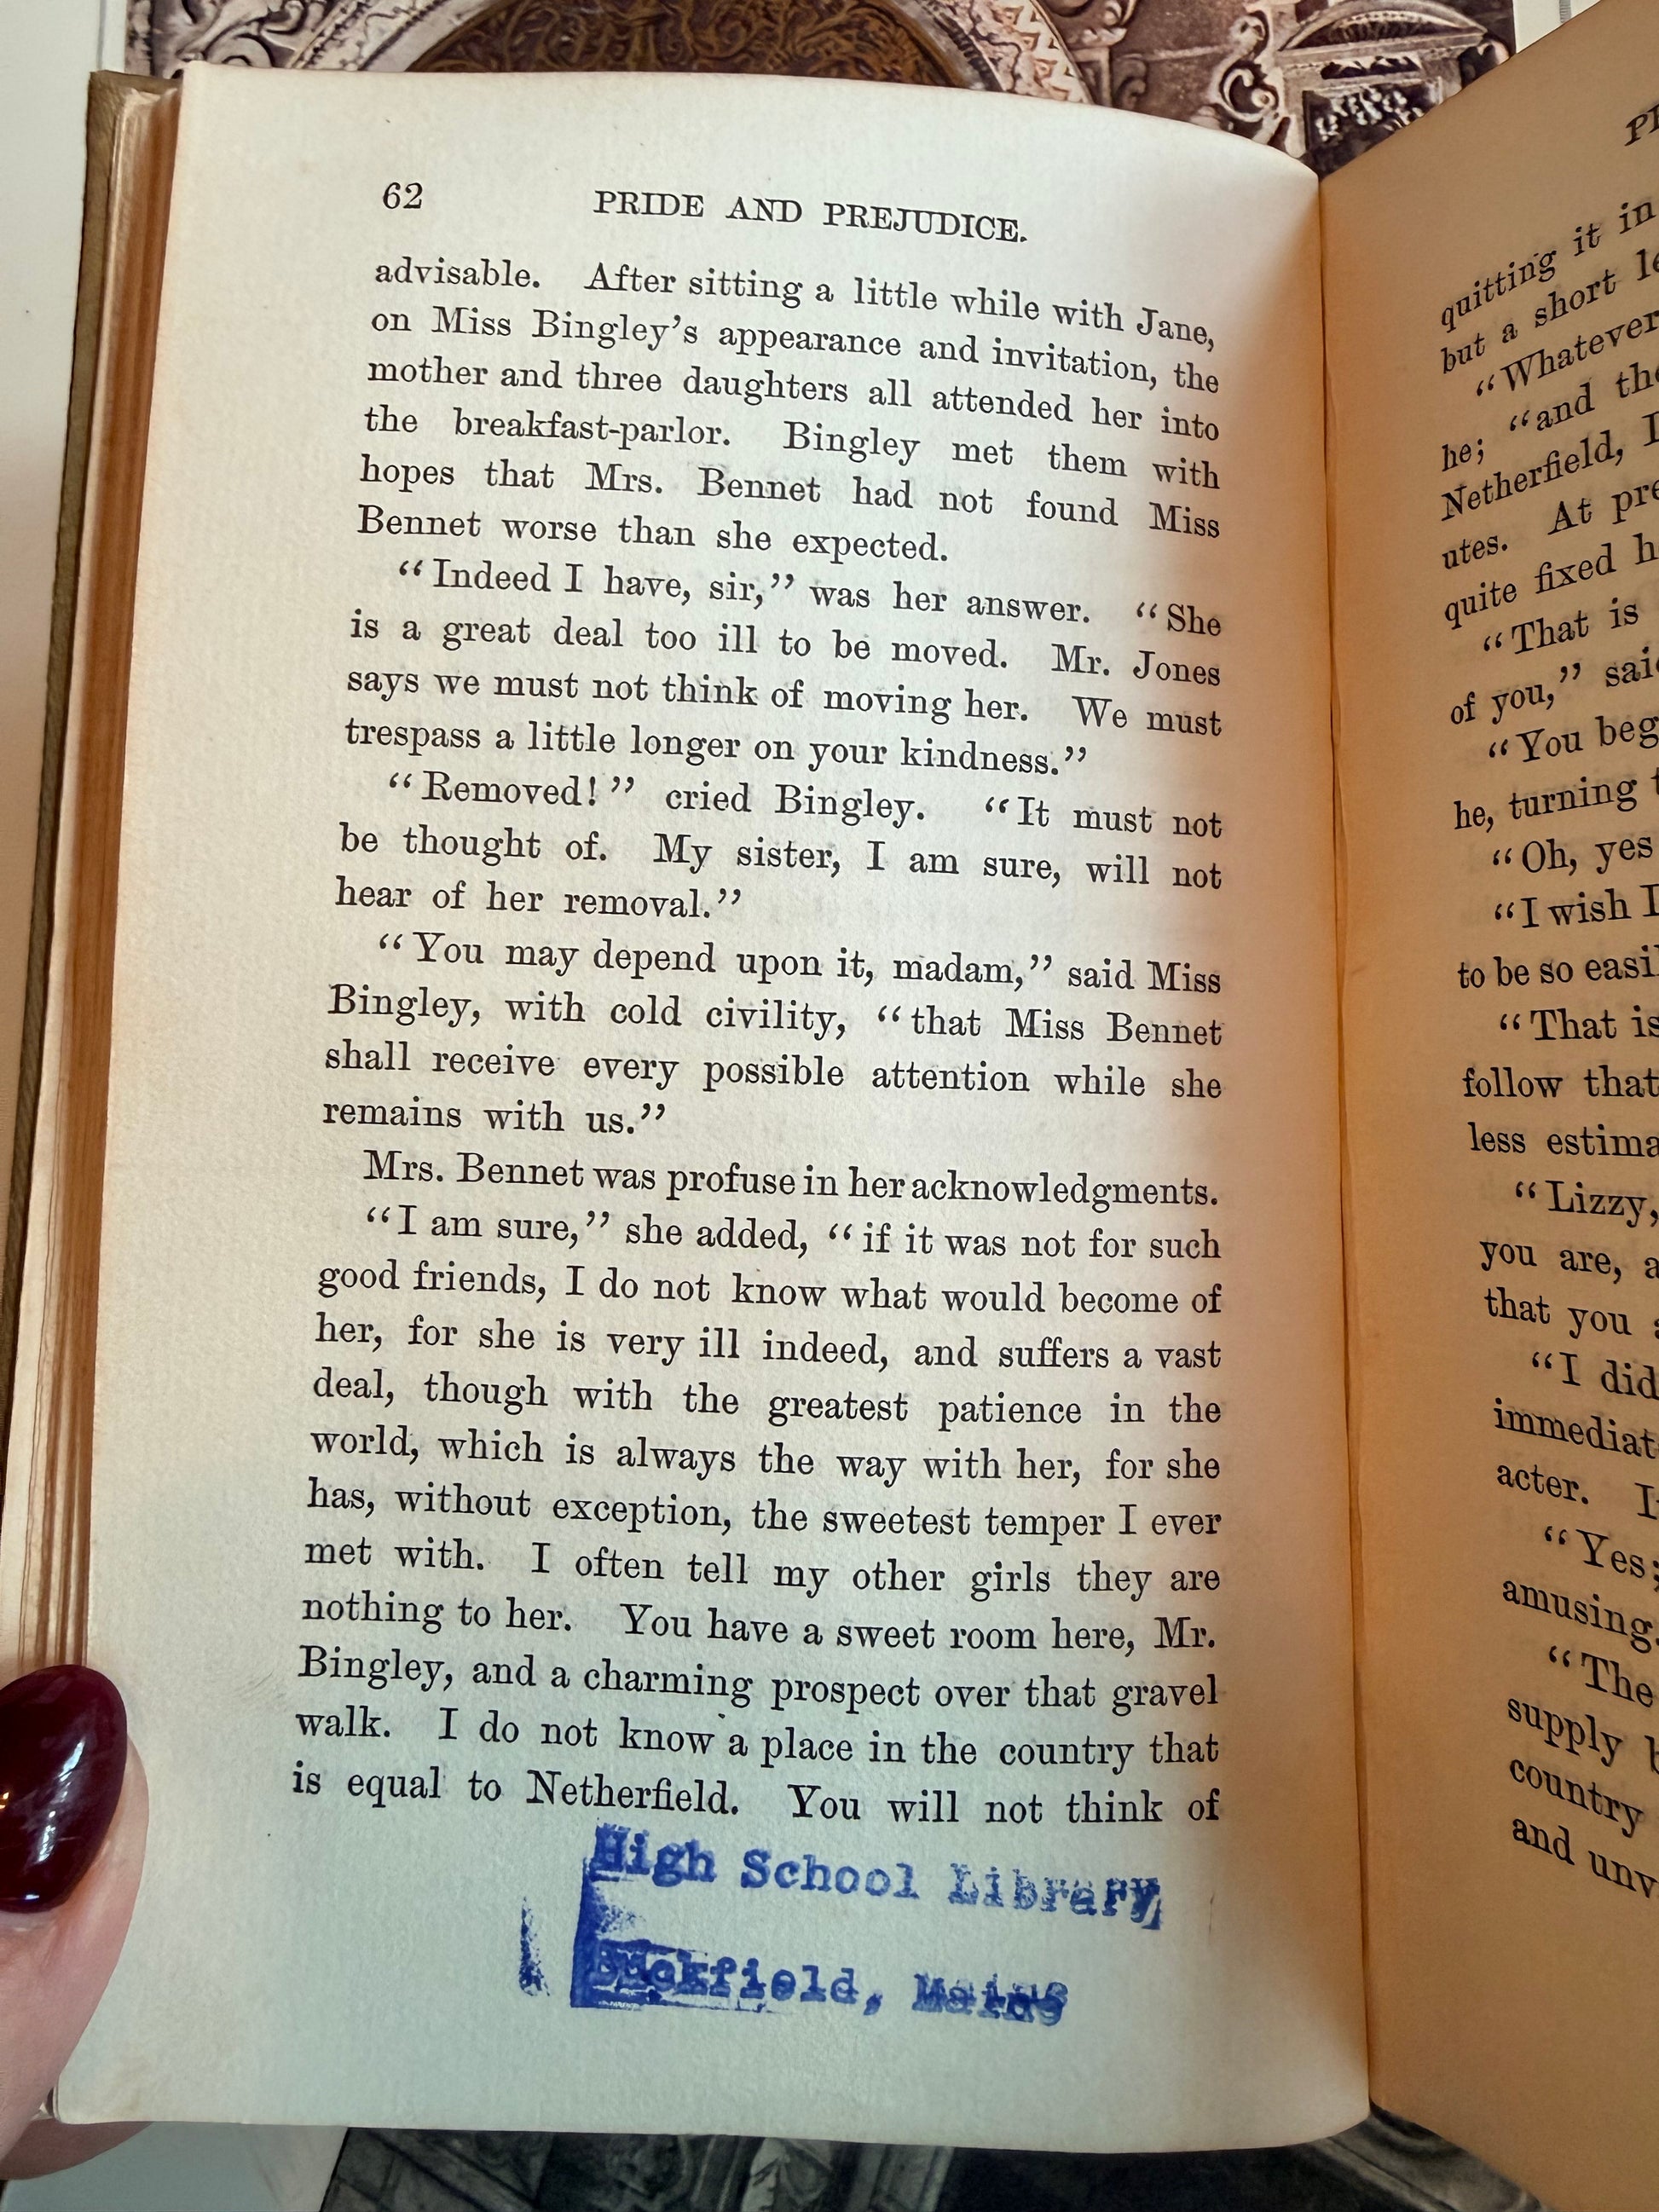 62 PRIDE AND PREJUDICE.
advisable. After sitting a little while with Jane,
on Miss Bingley's appearance and invitation, the
mother and three daughters all attended her into
the breakfast-parlor. Bingley met them with
hopes that Mrs. Bennet had not found Miss
Bennet worse than she expected.
“Indeed I have, sir,” was her answer. “She
is a great deal too ill to be moved. Mr. Jones
says we must not think of moving her. We must
trespass a little longer on your kindness.”
“Removed!” cried Bingley. “It must not
be thought of. My sister, I am sure, will not
hear of her removal.”
“You may depend upon it, madam,” said Miss
Bingley, with cold civility, “that Miss Bennet
shall receive every possible attention while she
remains with us.”
Mrs. Bennet was profuse in her acknowledgments.
“I am sure,” she added, “if it was not for such
good friends, I do not know what would become of
her, for she is very ill indeed, and suffers a vast
deal, though with the greatest patience in the
world, which is always the way with her, for she
has, without exception, the sweetest temper I ever
met with. I often tell my other girls they are
nothing to her. You have a sweet room here, Mr.
Bingley, and a charming prospect over that gravel
walk. I do not know a place in the country that
is equal to Netherfield. You will not think of
High School Library
Buckfield, Maine
quitting it in
but a short
“Whatever
he; “and
Netherfield,
utes. At
quite fixed
“That is
of you,”
“You
he, turning
“Oh, yes
“I wish I
to be so
“That
follow that
less
“Lizzy,
you are,
that you
“I did
acter.
“Yes;
amusing.
“The
supply
country
and